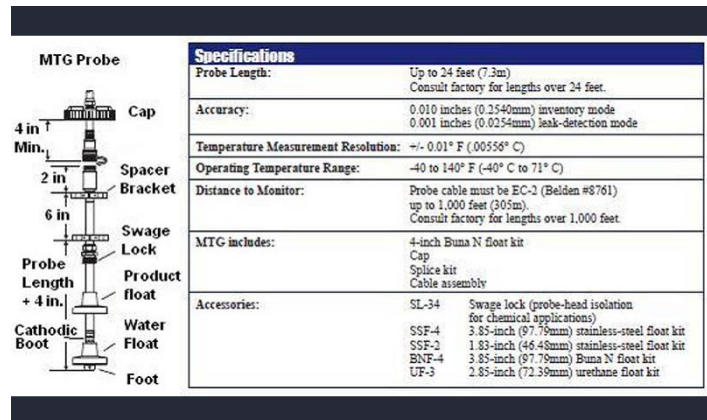 MTG Probe
Cap
4 in
Min.
Spacer
2 in
Bracket
6 in
Swage
Lock
Probe
Length
+ 4 in.
Product
float
Cathodic
Boot
Water
Float
Foot
Specifications
Probe Length: Up to 24 feet (7.3m)
Consult factory for lengths over 24 feet.
Accuracy: 0.010 inches (0.2540mm) inventory mode
0.001 inches (0.0254mm) leak-detection mode
Temperature Measurement Resolution: +/- 0.01° F (.00556° C)
Operating Temperature Range: -40 to 140° F (-40° C to 71° C)
Distance to Monitor: Probe cable must be EC-2 (Belden #8761)
up to 1,000 feet (305m).
Consult factory for lengths over 1,000 feet.
MTG includes: 4-inch Buna N float kit
Cap
Splice kit
Cable assembly
Accessories: SL-34 Swage lock (probe-head isolation
for chemical applications)
SSF-4 3.85-inch (97.79mm) stainless-steel float kit
SSF-2 1.83-inch (46.48mm) stainless-steel float kit
BNF-4 3.85-inch (97.79mm) Buna N float kit
UF-3 2.85-inch (72.39mm) urethane float kit